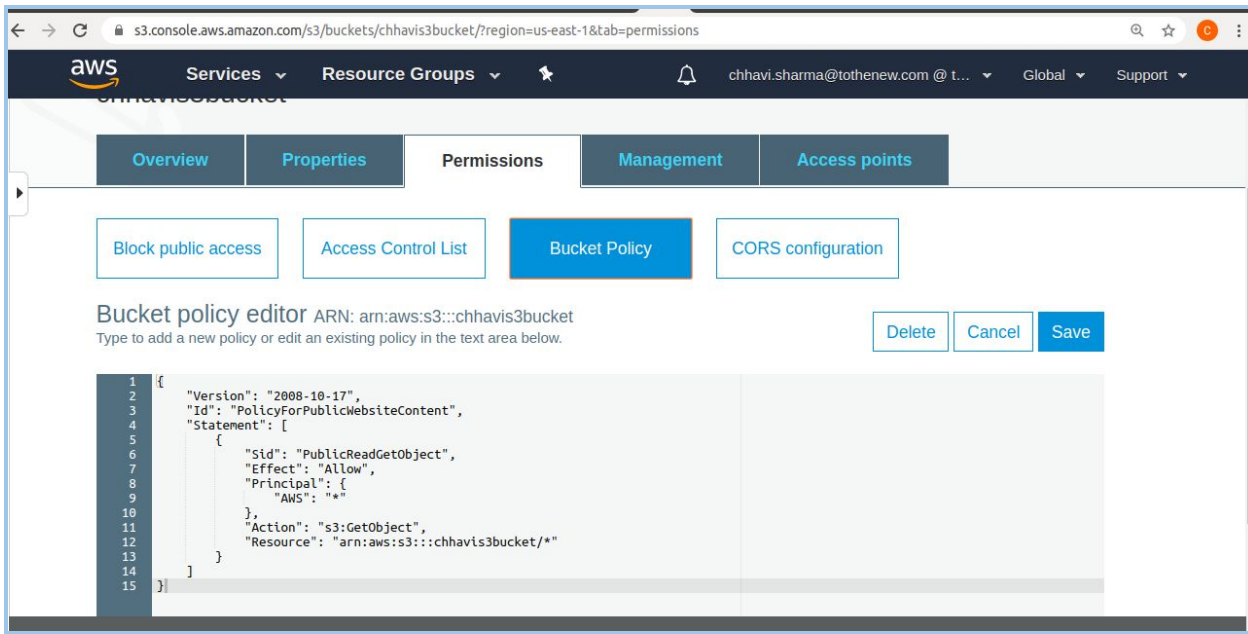 s3.console.aws.amazon.com/s3/buckets/chhavis3bucket/?region=us-east-1&tab=permissions
C
aws Services Resource Groups chhavi.sharma@tothenew.com @ t... Global Support
chhavis3bucket
Overview Properties Permissions Management Access points
Block public access Access Control List Bucket Policy CORS configuration
Bucket policy editor ARN: arn:aws:s3:::chhavis3bucket
Type to add a new policy or edit an existing policy in the text area below.
Delete Cancel Save
1 {
2 "Version": "2008-10-17",
3 "Id": "PolicyForPublicWebsiteContent",
4 "Statement": [
5 {
6 "Sid": "PublicReadGetObject",
7 "Effect": "Allow",
8 "Principal": {
9 "AWS": "*"
10 },
11 "Action": "s3:GetObject",
12 "Resource": "arn:aws:s3:::chhavis3bucket/*"
13 }
14 ]
15 }